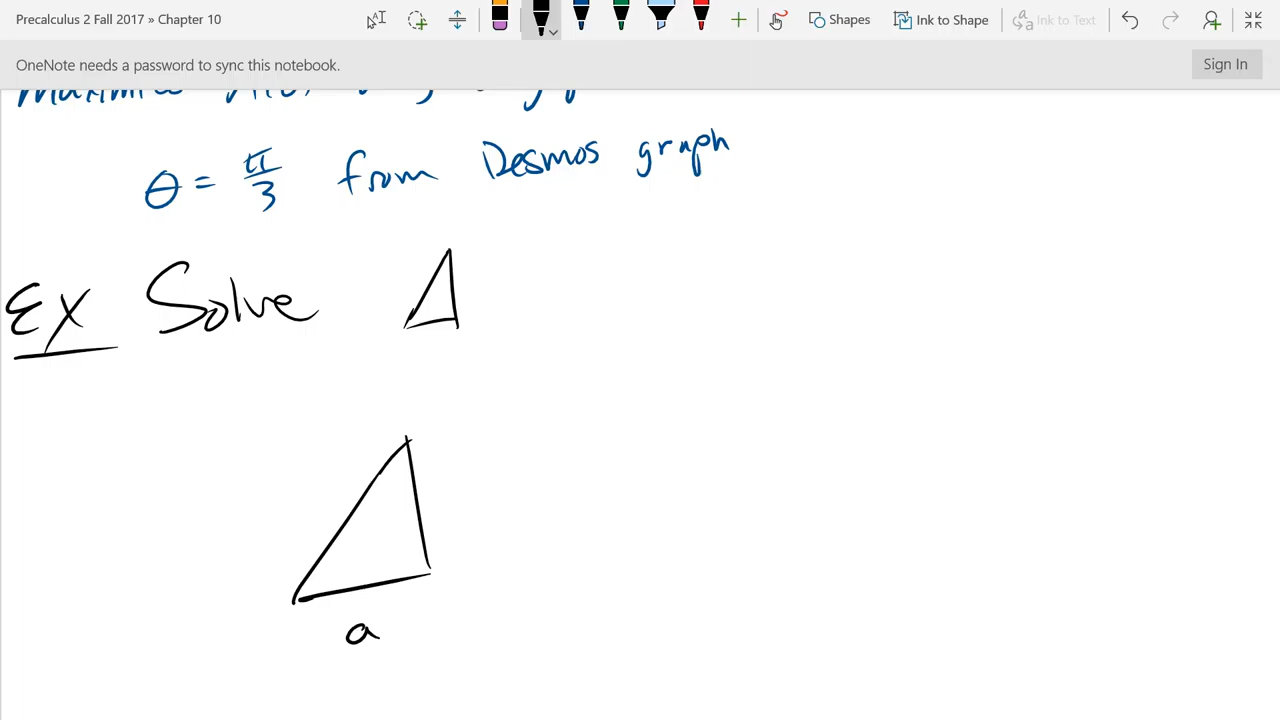 Precalculus 2 Fall 2017 » Chapter 10
Shapes
Ink to Shape
Ink to Text
OneNote needs a password to sync this notebook.
Sign In
θ = π/3 from Desmos graph
Ex Solve
a